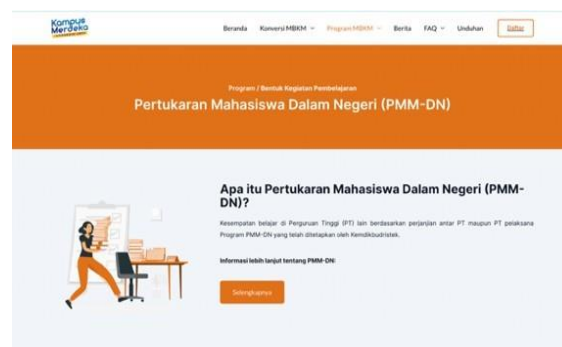 Kampus
Merdeka
Beranda Konversi MBKM Program MBKM Berita FAQ Unduhan Daftar
Program / Bentuk Kegiatan Pembelajaran
Pertukaran Mahasiswa Dalam Negeri (PMM-DN)
Apa itu Pertukaran Mahasiswa Dalam Negeri (PMM-
DN)?
Kesempatan belajar di Perguruan Tinggi (PT) lain berdasarkan perjanjian antar PT maupun PT pelaksana
Program PMM-DN yang telah ditetapkan oleh Kemdikbudristek.
Informasi lebih lanjut tentang PMM-DN:
Selengkapnya